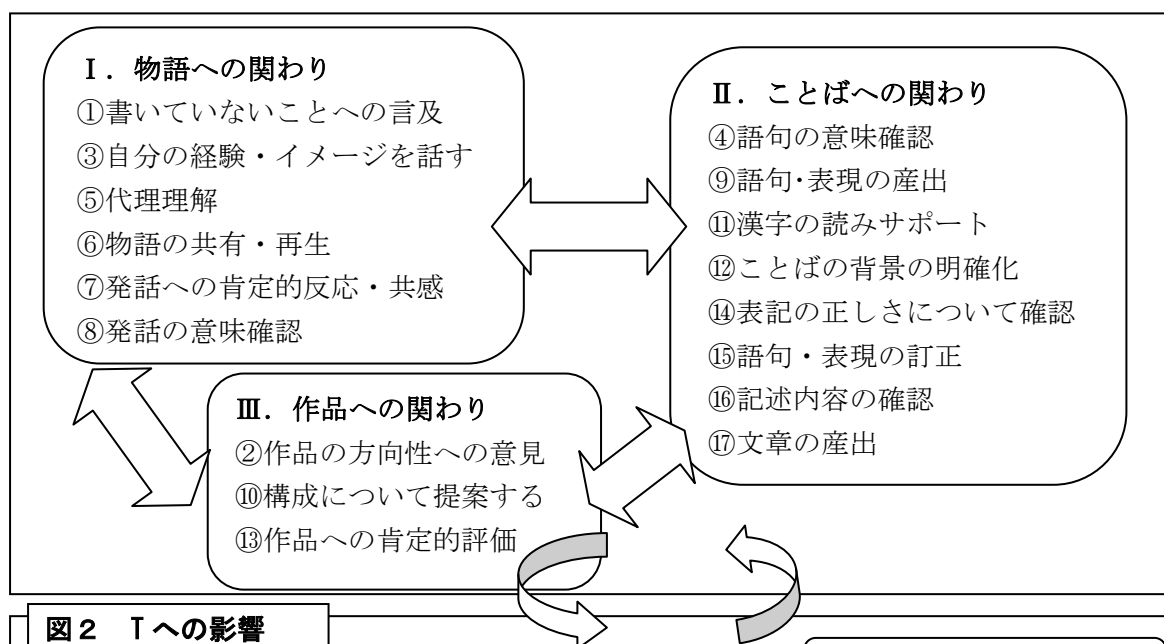 Ⅰ．物語への関わり
①書いていないことへの言及
③自分の経験・イメージを話す
⑤代理理解
⑥物語の共有・再生
⑦発話への肯定的反応・共感
⑧発話の意味確認
Ⅱ．ことばへの関わり
④語句の意味確認
⑨語句･表現の産出
⑪漢字の読みサポート
⑫ことばの背景の明確化
⑭表記の正しさについて確認
⑮語句・表現の訂正
⑯記述内容の確認
⑰文章の産出
Ⅲ．作品への関わり
②作品の方向性への意見
⑩構成について提案する
⑬作品への肯定的評価
図２　Ｔへの影響